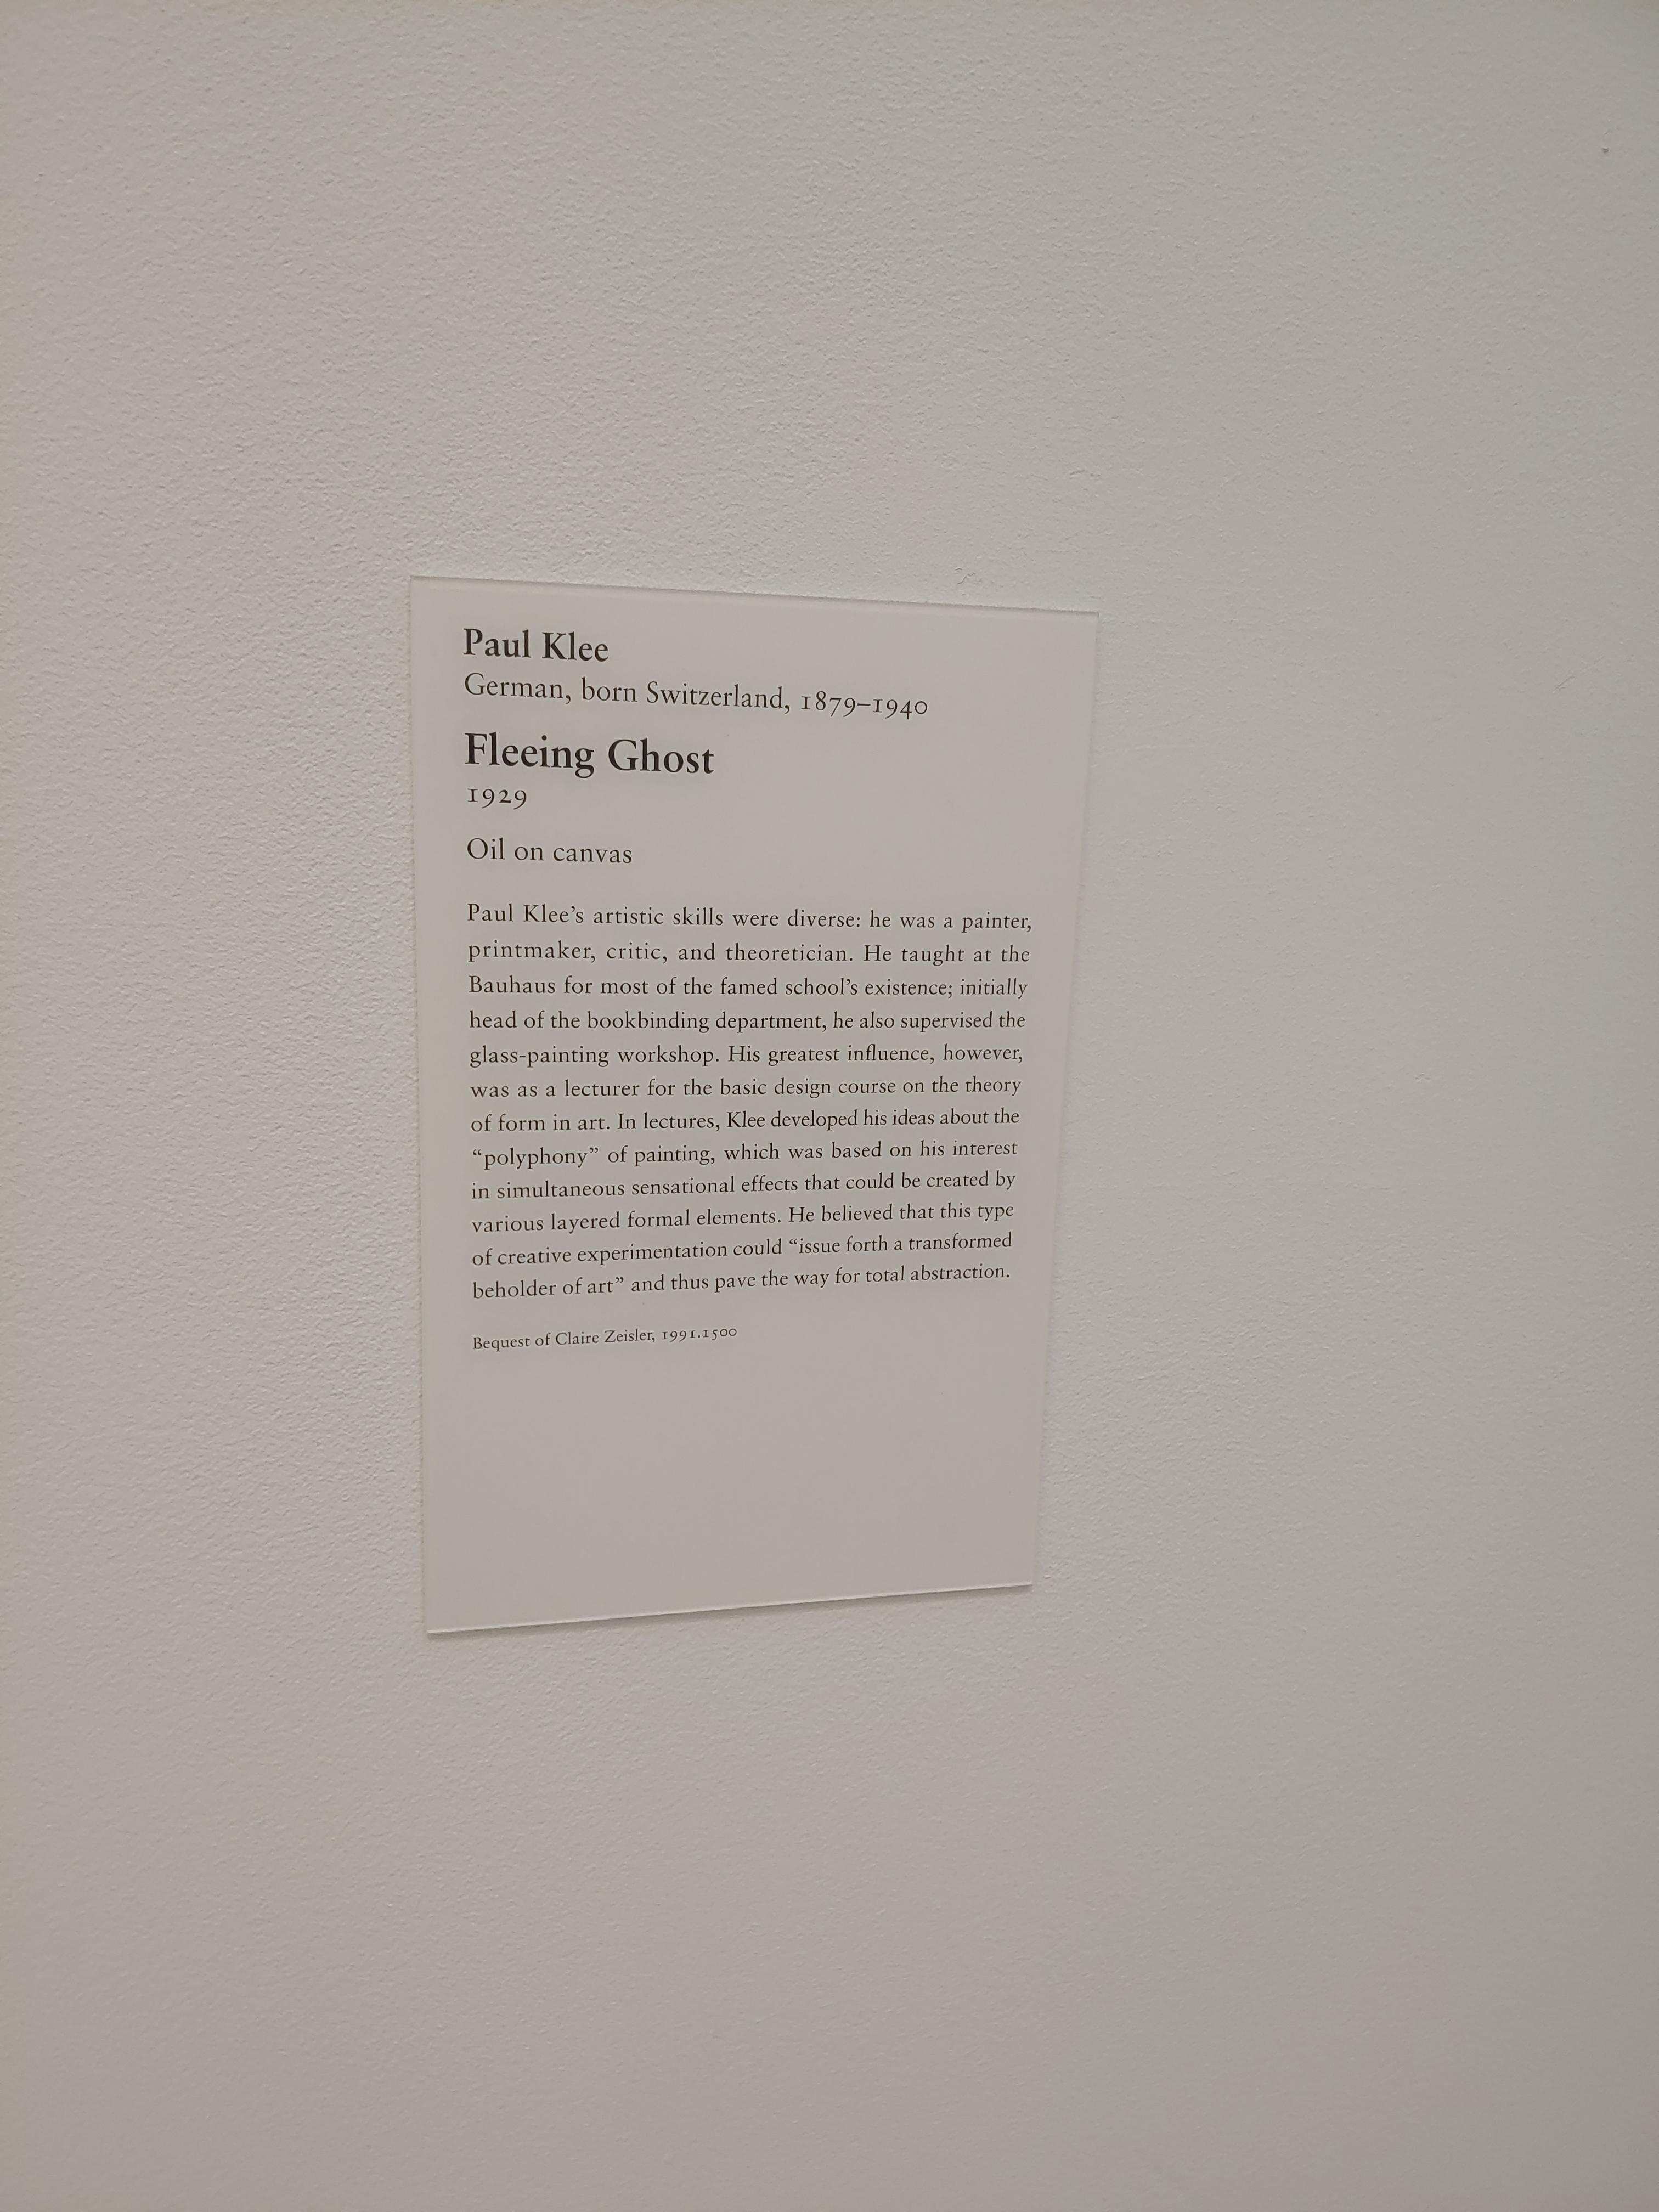 Paul Klee
German, born Switzerland, 1879–1940
Fleeing Ghost
1929
Oil on canvas
Paul Klee’s artistic skills were diverse: he was a painter,
printmaker, critic, and theoretician. He taught at the
Bauhaus for most of the famed school’s existence; initially
head of the bookbinding department, he also supervised the
glass-painting workshop. His greatest influence, however,
was as a lecturer for the basic design course on the theory
of form in art. In lectures, Klee developed his ideas about the
“polyphony” of painting, which was based on his interest
in simultaneous sensational effects that could be created by
various layered formal elements. He believed that this type
of creative experimentation could “issue forth a transformed
beholder of art” and thus pave the way for total abstraction.
Bequest of Claire Zeisler, 1991.1500